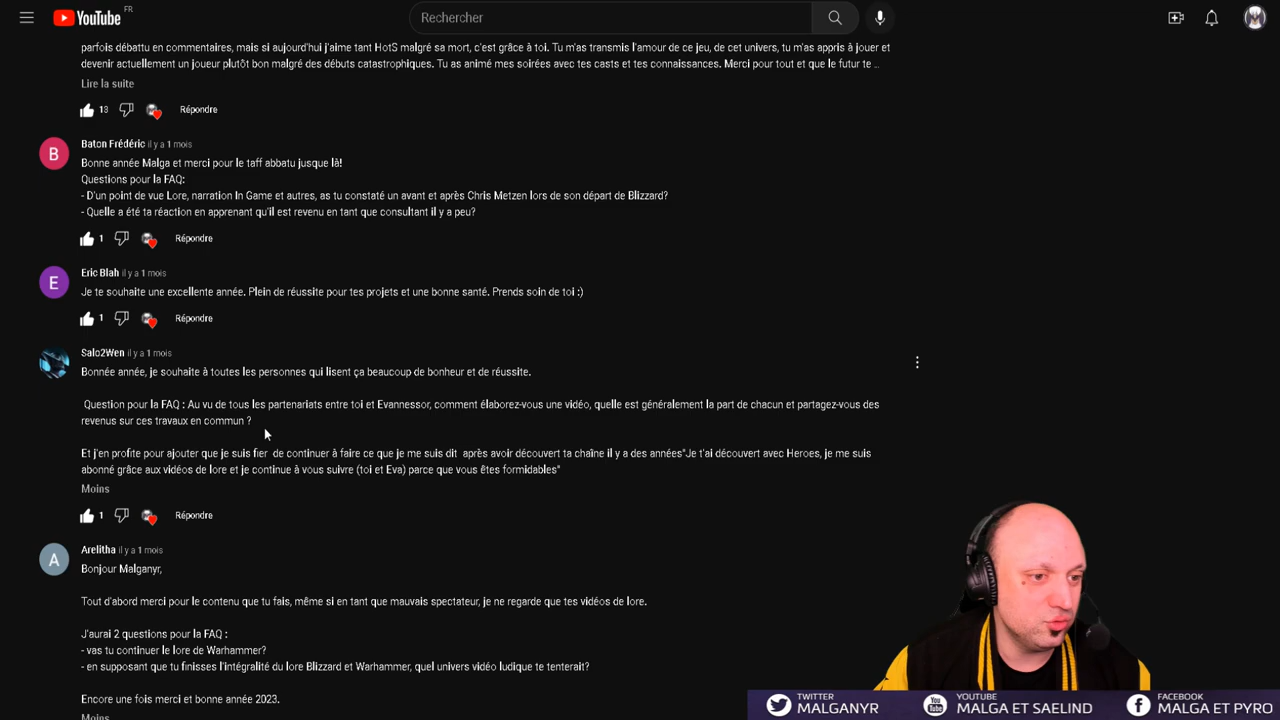 YouTube FR
Rechercher
parfois débattu en commentaires, mais si aujourd'hui j'aime tant HotS malgré sa mort, c'est grâce à toi. Tu m'as transmis l'amour de ce jeu, de cet univers, tu m'as appris à jouer et
devenir actuellement un joueur plutôt bon malgré des débuts catastrophiques. Tu as animé mes soirées avec tes casts et tes connaissances. Merci pour tout et que le futur te ...
Lire la suite
13 Répondre
B
Baton Frédéric il y a 1 mois
Bonne année Malga et merci pour le taff abbatu jusque là!
Questions pour la FAQ:
- D'un point de vue Lore, narration In Game et autres, as tu constaté un avant et après Chris Metzen lors de son départ de Blizzard?
- Quelle a été ta réaction en apprenant qu'il est revenu en tant que consultant il y a peu?
1 Répondre
E
Eric Blah il y a 1 mois
Je te souhaite une excellente année. Plein de réussite pour tes projets et une bonne santé. Prends soin de toi :)
1 Répondre
Salo2Wen il y a 1 mois
Bonnée année, je souhaite à toutes les personnes qui lisent ça beaucoup de bonheur et de réussite.
Question pour la FAQ : Au vu de tous les partenariats entre toi et Evannessor, comment élaborez-vous une vidéo, quelle est généralement la part de chacun et partagez-vous des
revenus sur ces travaux en commun ?
Et j'en profite pour ajouter que je suis fier de continuer à faire ce que je me suis dit après avoir découvert ta chaîne il y a des années"Je t'ai découvert avec Heroes, je me suis
abonné grâce aux vidéos de lore et je continue à vous suivre (toi et Eva) parce que vous êtes formidables"
Moins
1 Répondre
A
Arelitha il y a 1 mois
Bonjour Malganyr,
Tout d'abord merci pour le contenu que tu fais, même si en tant que mauvais spectateur, je ne regarde que tes vidéos de lore.
J'aurai 2 questions pour la FAQ :
- vas tu continuer le lore de Warhammer?
- en supposant que tu finisses l'intégralité du lore Blizzard et Warhammer, quel univers vidéo ludique te tenterait?
Encore une fois merci et bonne année 2023.
Moins
TWITTER
MALGANYR
YOUTUBE
MALGA ET SAELIND
FACEBOOK
MALGA ET PYRO